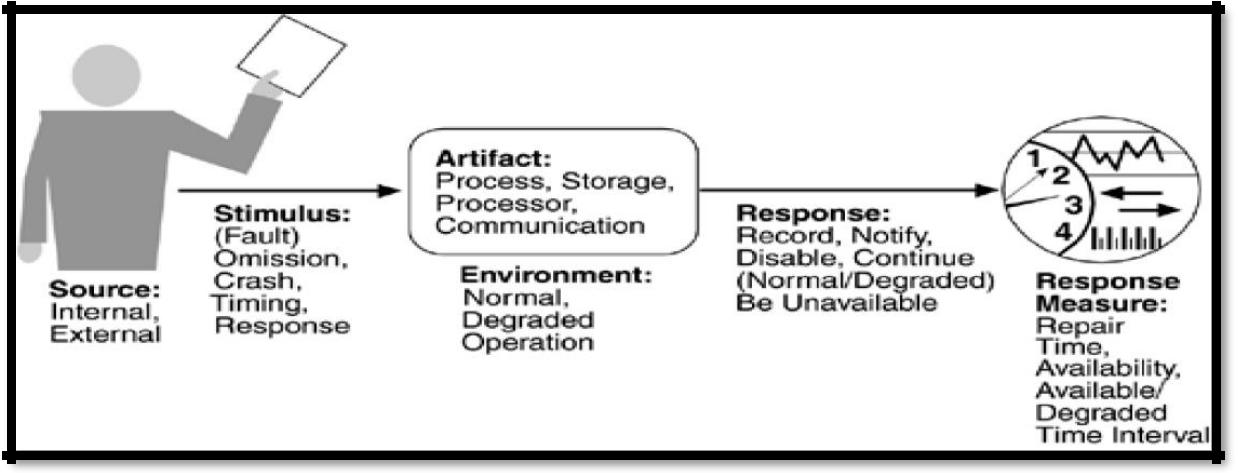 Source:
Internal,
External
Stimulus:
(Fault)
Omission,
Crash,
Timing,
Response
Artifact:
Process, Storage,
Processor,
Communication
Environment:
Normal,
Degraded
Operation
Response:
Record, Notify,
Disable, Continue
(Normal/Degraded)
Be Unavailable
1
2
3
4
Response
Measure:
Repair
Time,
Availability,
Available/
Degraded
Time Interval